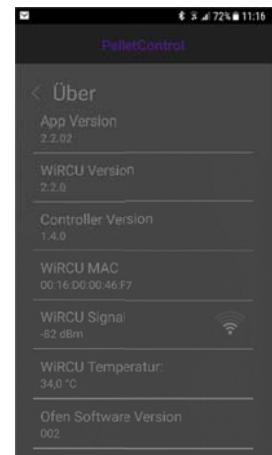 72% 11:16
PelletControl
Über
App Version
2.2.02
WiRCU Version
2.2.0
Controller Version
1.4.0
WiRCU MAC
00:16:D0:00:46:F7
WiRCU Signal
-82 dBm
WiRCU Temperatur:
34,0 °C
Ofen Software Version
002